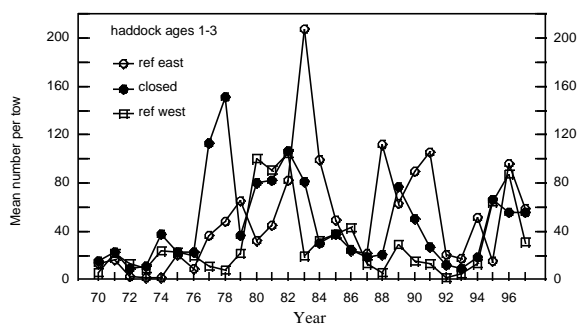 haddock ages 1-3
ref east
closed
ref west
Mean number per tow
200
160
120
80
40
0
200
160
120
80
40
0
70 72 74 76 78 80 82 84 86 88 90 92 94 96
Year